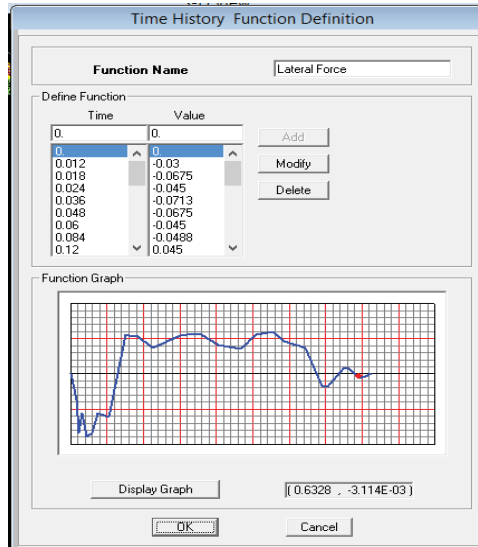 Time History Function Definition
Function Name Lateral Force
Define Function
Time Value
0. 0. Add
0. 0.
0.012 -0.03 Modify
0.018 -0.0675
0.024 -0.045 Delete
0.036 -0.0713
0.048 -0.0675
0.06 -0.045
0.084 -0.0488
0.12 0.045
Function Graph
Display Graph ( 0.6328 , -3.114E-03 )
OK Cancel